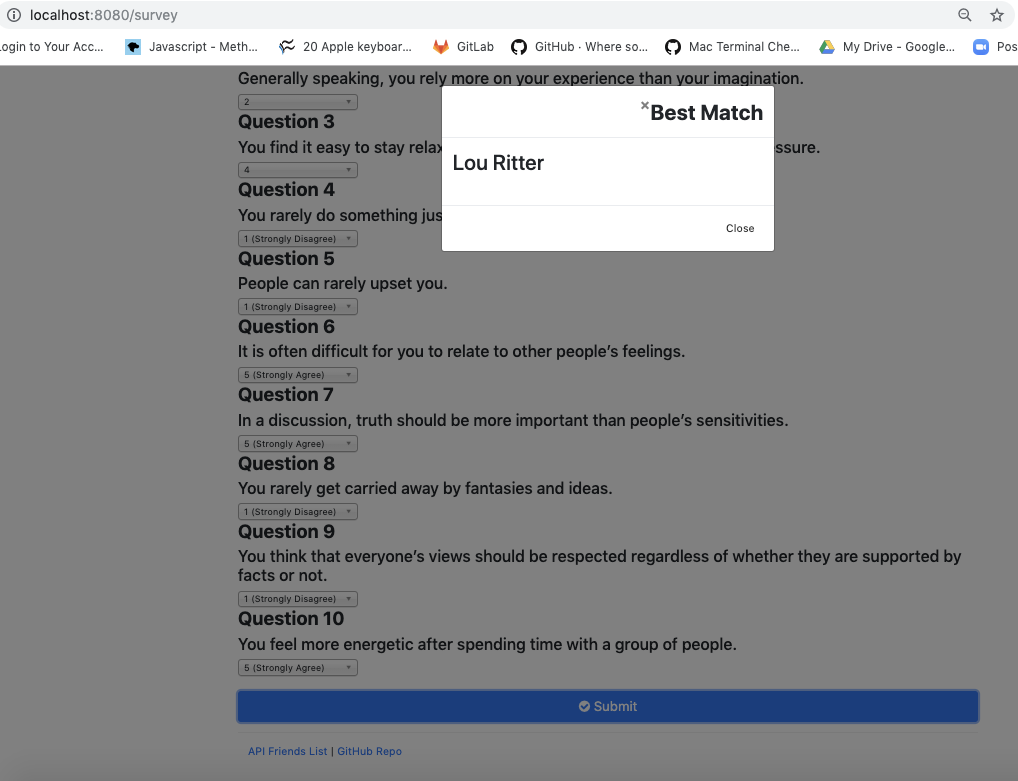 localhost:8080/survey
ogin to Your Acc... Javascript - Meth... 20 Apple keyboar... GitLab GitHub · Where so... Mac Terminal Che... My Drive - Google... Pos
Generally speaking, you rely more on your experience than your imagination.
2
Question 3
You find it easy to stay relax
ssure.
4
Question 4
You rarely do something jus
1 (Strongly Disagree)
×Best Match
Lou Ritter
Close
Question 5
People can rarely upset you.
1 (Strongly Disagree)
Question 6
It is often difficult for you to relate to other people’s feelings.
5 (Strongly Agree)
Question 7
In a discussion, truth should be more important than people’s sensitivities.
5 (Strongly Agree)
Question 8
You rarely get carried away by fantasies and ideas.
1 (Strongly Disagree)
Question 9
You think that everyone’s views should be respected regardless of whether they are supported by
facts or not.
1 (Strongly Disagree)
Question 10
You feel more energetic after spending time with a group of people.
5 (Strongly Agree)
Submit
API Friends List | GitHub Repo